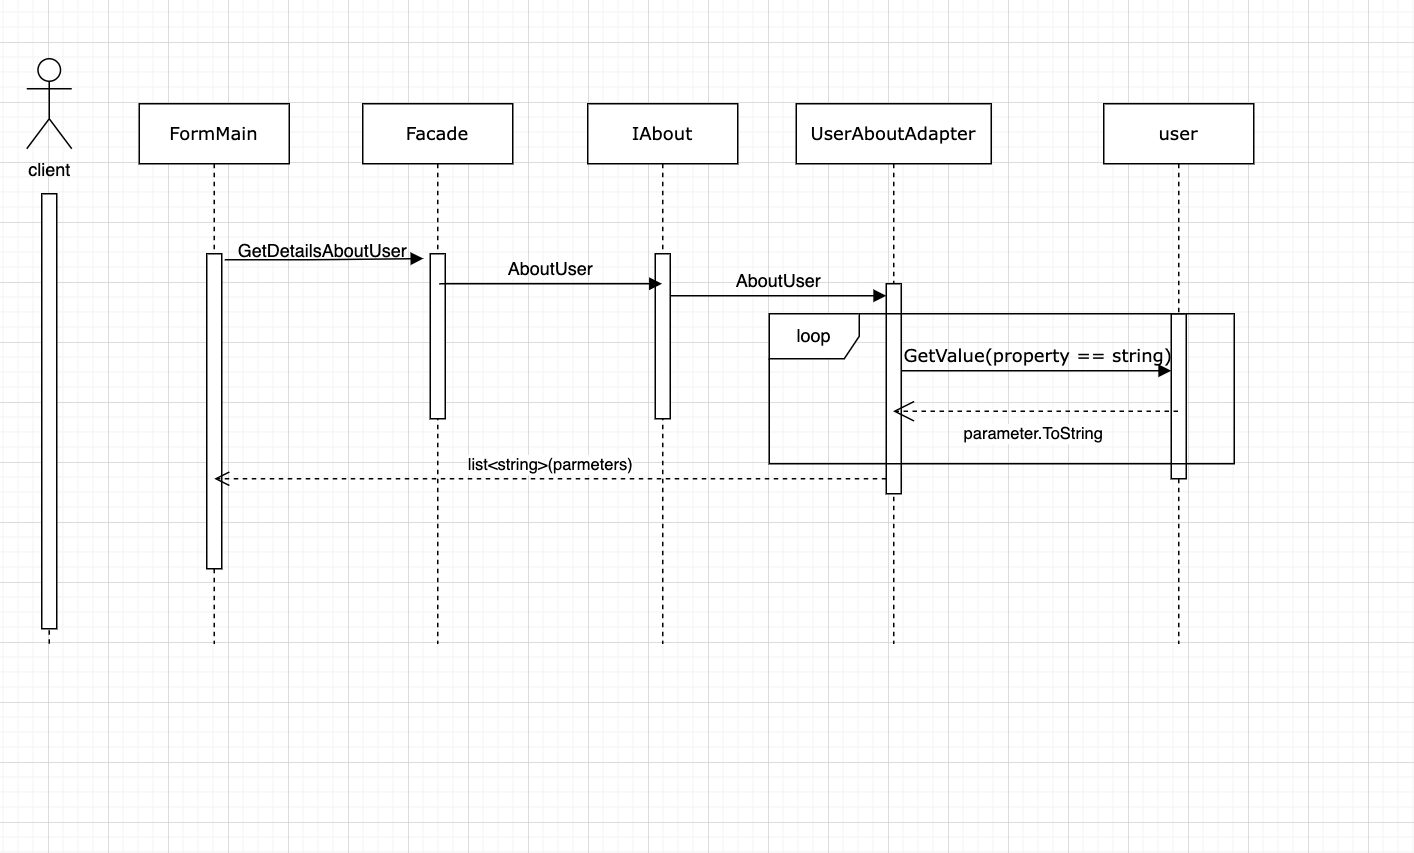 client
FormMain
Facade
IAbout
UserAboutAdapter
user
GetDetailsAboutUser
AboutUser
AboutUser
loop
GetValue(property == string)
parameter.ToString
list<string>(parmeters)